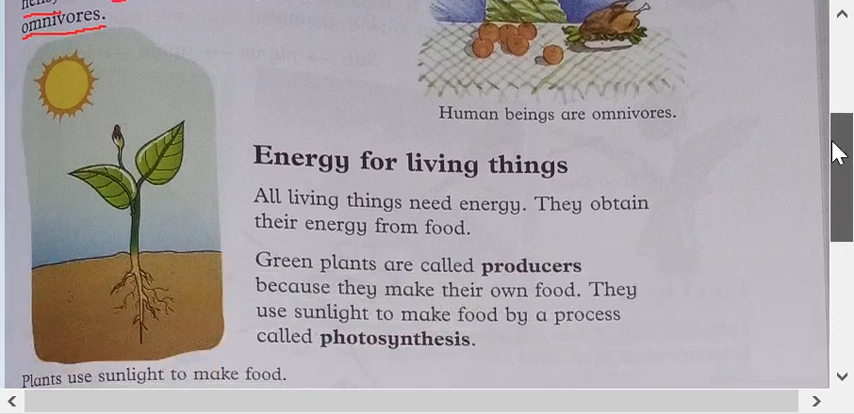 omnivores.
Human beings are omnivores.
Energy for living things
All living things need energy. They obtain
their energy from food.
Green plants are called producers
because they make their own food. They
use sunlight to make food by a process
called photosynthesis.
Plants use sunlight to make food.